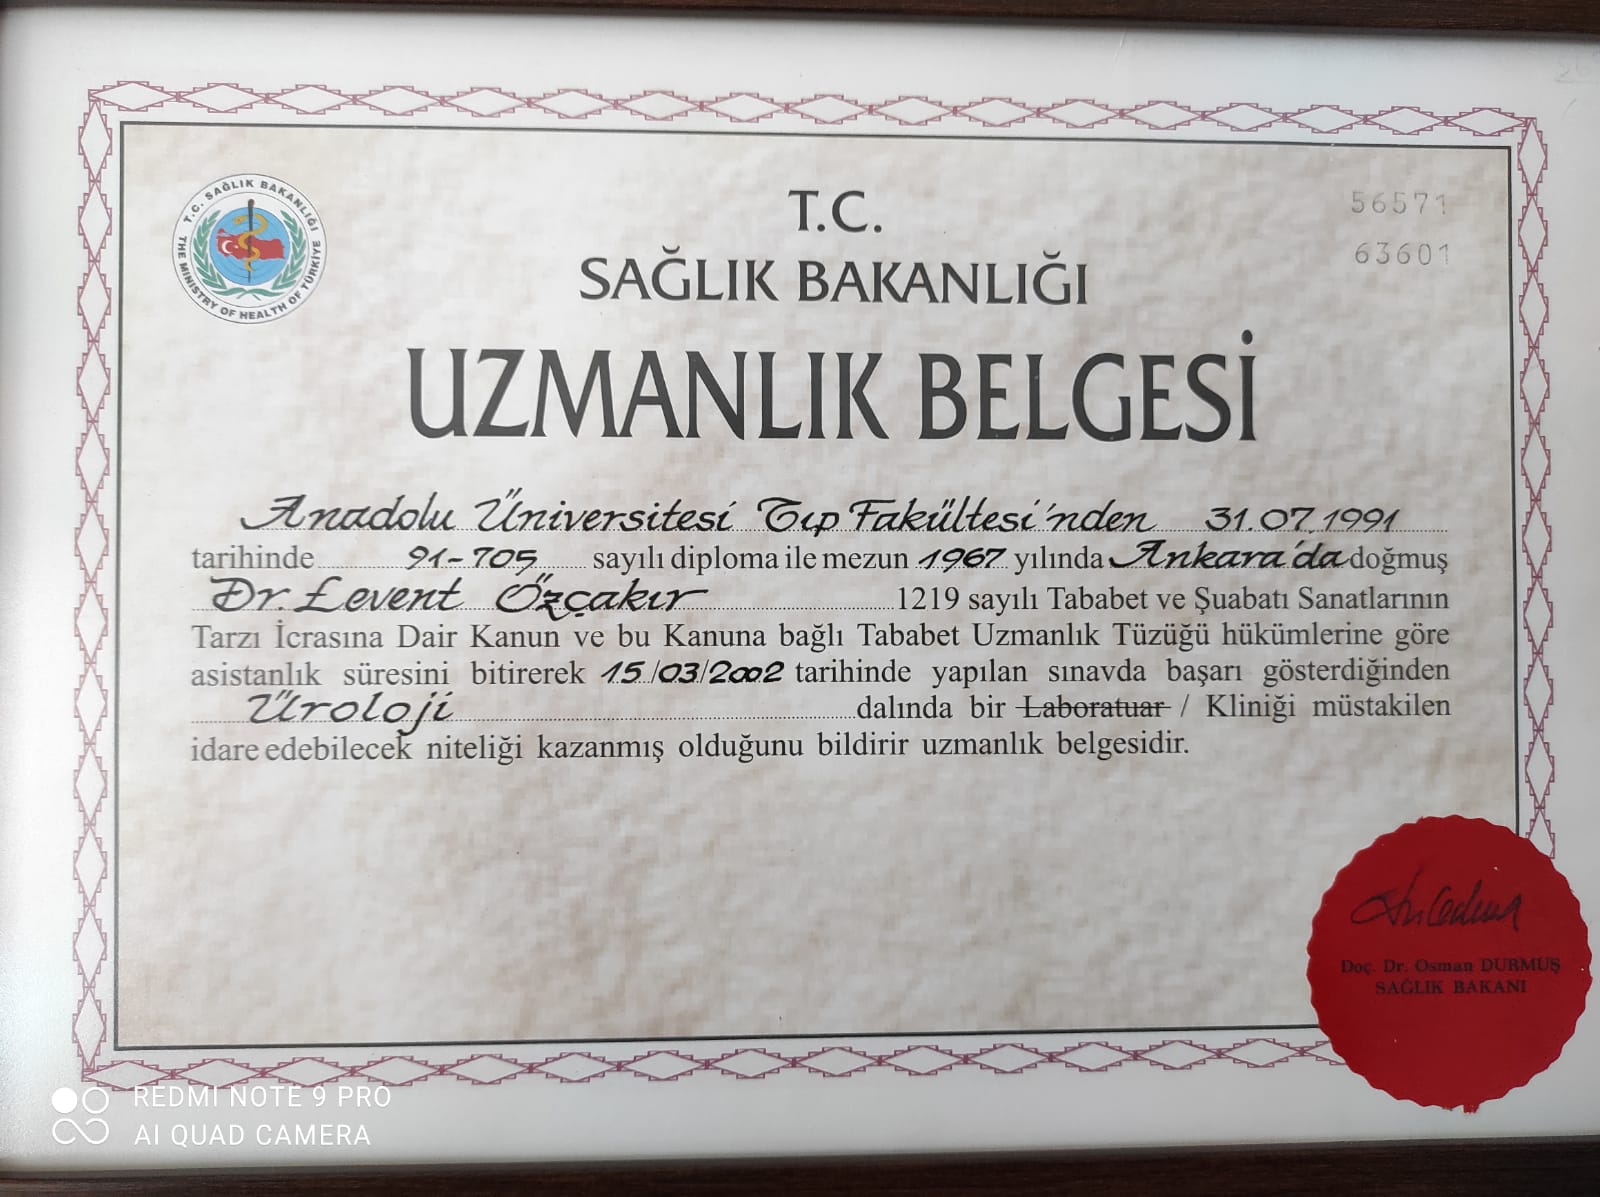 T.C. SAĞLIK BAKANLIĞI
THE MINISTRY OF HEALTH OF TÜRKİYE
56571
63601
T.C.
SAĞLIK BAKANLIĞI
UZMANLIK BELGESİ
Anadolu Üniversitesi Tıp Fakültesi'nden 31.07.1991
tarihinde 91-705 sayılı diploma ile mezun 1967 yılında Ankara'da doğmuş
Dr. Levent Özçakır 1219 sayılı Tababet ve Şuabatı Sanatlarının
Tarzı İcrasına Dair Kanun ve bu Kanuna bağlı Tababet Uzmanlık Tüzüğü hükümlerine göre
asistanlık süresini bitirerek 15/03/2002 tarihinde yapılan sınavda başarı gösterdiğinden
Üroloji dalında bir Laboratuar / Kliniği müstakilen
idare edebilecek niteliği kazanmış olduğunu bildirir uzmanlık belgesidir.
Doç. Dr. Osman DURMUŞ
SAĞLIK BAKANI
REDMI NOTE 9 PRO
AI QUAD CAMERA